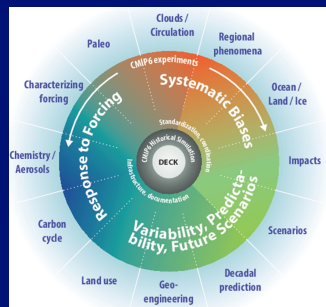 Clouds /
Circulation
Regional
phenomena
Ocean /
Land / Ice
Impacts
Scenarios
Decadal
prediction
Geo-
engineering
Land use
Carbon
cycle
Chemistry /
Aerosols
Characterizing
forcing
Paleo
CMIP6 experiments
Systematic Biases
Response to Forcing
Variability, Predicta-
bility, Future Scenarios
Standardization, coordination
infrastructure, documentation
CMIP6 Historical Simulation
DECK